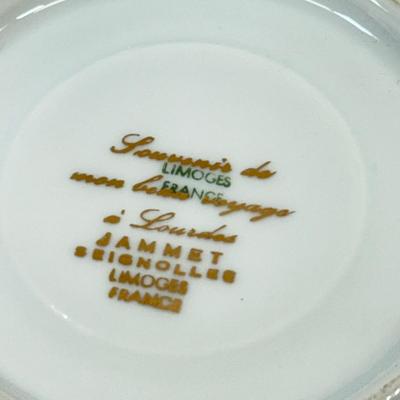 Souvenir de
LIMOGES
mon beau voyage
FRANCE
à Lourdes
JAMMET
SEIGNOLLES
LIMOGES
FRANCE